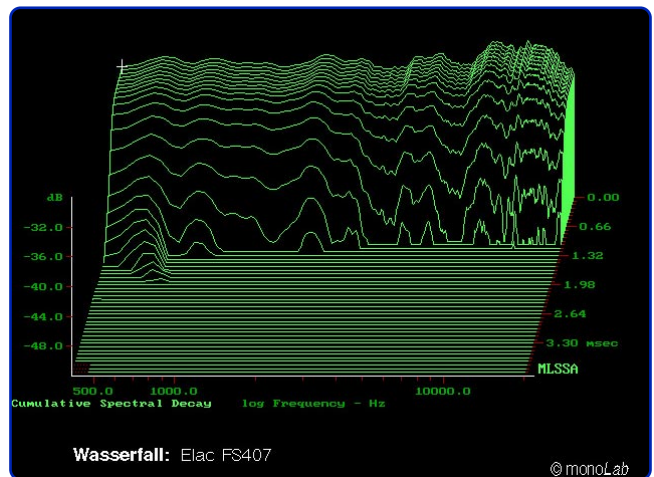 dB
-32.0
-36.0
-40.0
-44.0
-48.0
0.00
0.66
1.32
1.98
2.64
3.30 msec
MLSSA
500.0 1000.0 10000.0
Cumulative Spectral Decay log Frequency - Hz
Wasserfall: Elac FS407
© monoLab